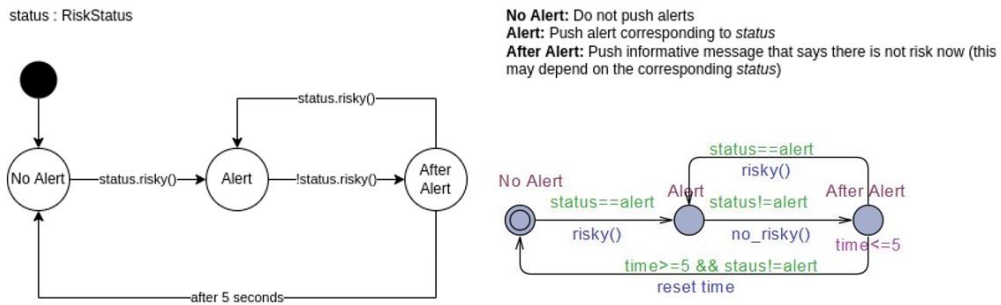 status : RiskStatus
No Alert: Do not push alerts
Alert: Push alert corresponding to status
After Alert: Push informative message that says there is not risk now (this
may depend on the corresponding status)
status.risky()
No Alert
status.risky()
Alert
!status.risky()
After
Alert
after 5 seconds
status==alert
risky()
No Alert
Alert
After Alert
status==alert
risky()
status!=alert
no_risky()
time<=5
time>=5 && staus!=alert
reset time